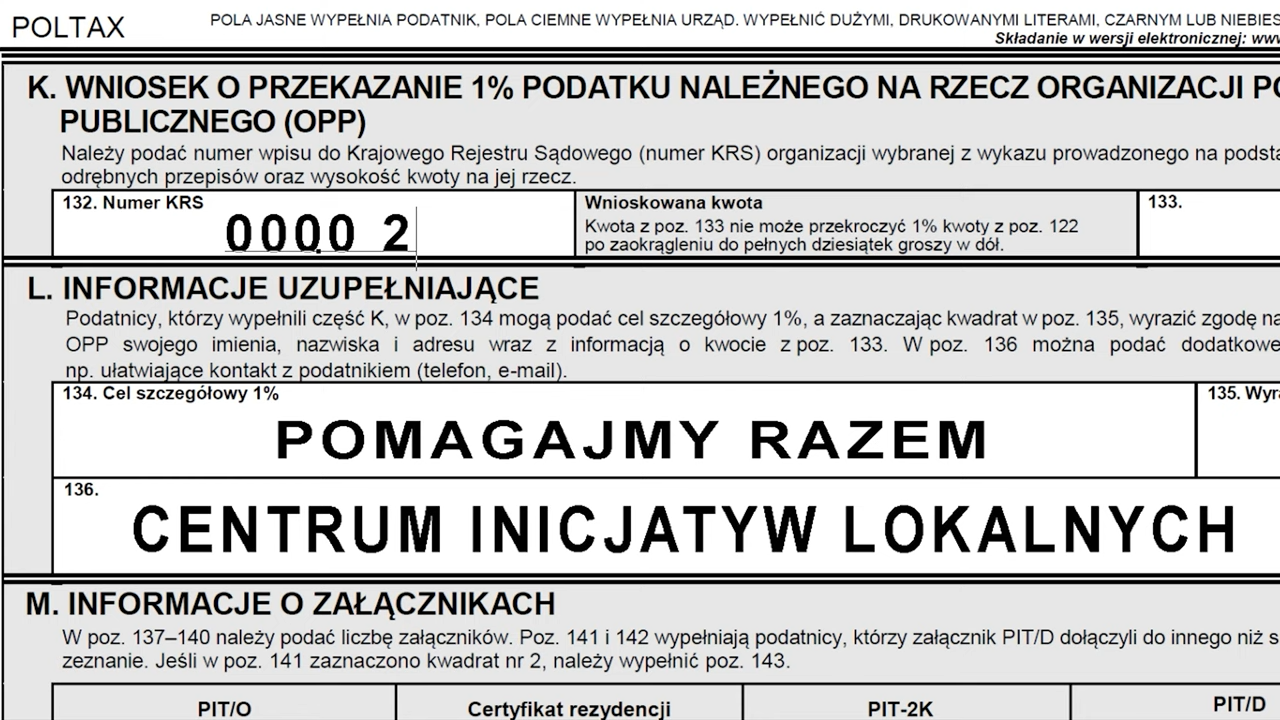 POLTAX
POLA JASNE WYPEŁNIA PODATNIK, POLA CIEMNE WYPEŁNIA URZĄD. WYPEŁNIĆ DUŻYMI, DRUKOWANYMI LITERAMI, CZARNYM LUB NIEBIES
Składanie w wersji elektronicznej: www
K. WNIOSEK O PRZEKAZANIE 1% PODATKU NALEŻNEGO NA RZECZ ORGANIZACJI PO
PUBLICZNEGO (OPP)
Należy podać numer wpisu do Krajowego Rejestru Sądowego (numer KRS) organizacji wybranej z wykazu prowadzonego na podsta
odrębnych przepisów oraz wysokość kwoty na jej rzecz.
132. Numer KRS
0000 2
Wnioskowana kwota
Kwota z poz. 133 nie może przekroczyć 1% kwoty z poz. 122
po zaokrągleniu do pełnych dziesiątek groszy w dół.
133.
L. INFORMACJE UZUPEŁNIAJĄCE
Podatnicy, którzy wypełnili część K, w poz. 134 mogą podać cel szczegółowy 1%, a zaznaczając kwadrat w poz. 135, wyrazić zgodę na
OPP swojego imienia, nazwiska i adresu wraz z informacją o kwocie z poz. 133. W poz. 136 można podać dodatkowe
np. ułatwiające kontakt z podatnikiem (telefon, e-mail).
134. Cel szczegółowy 1%
POMAGAJMY RAZEM
135. Wyra
136.
CENTRUM INICJATYW LOKALNYCH
M. INFORMACJE O ZAŁĄCZNIKACH
W poz. 137–140 należy podać liczbę załączników. Poz. 141 i 142 wypełniają podatnicy, którzy załącznik PIT/D dołączyli do innego niż s
zeznanie. Jeśli w poz. 141 zaznaczono kwadrat nr 2, należy wypełnić poz. 143.
PIT/O
Certyfikat rezydencji
PIT-2K
PIT/D